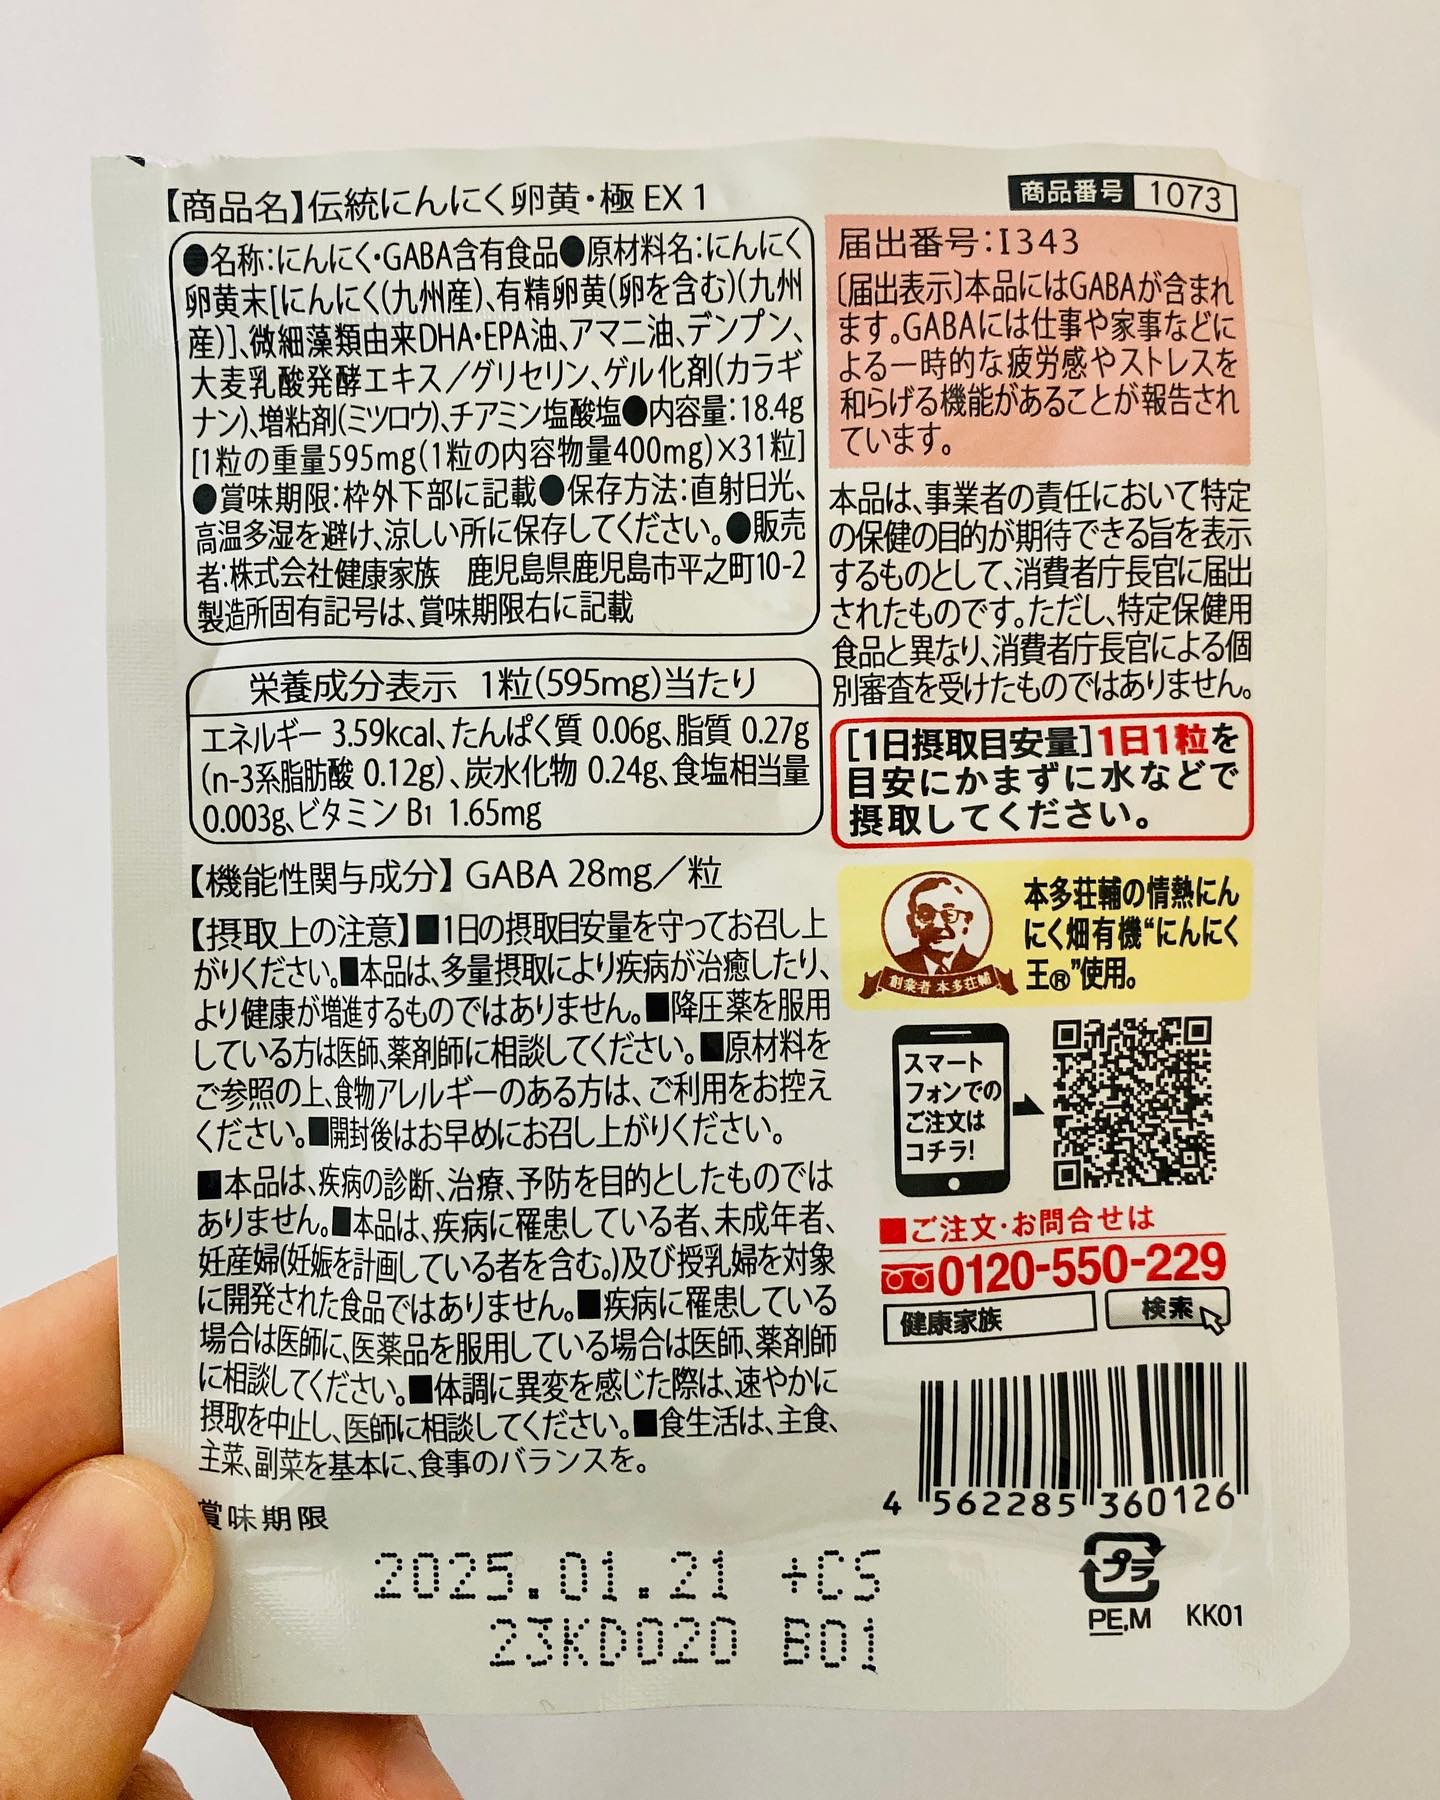 【商品名】伝統にんにく卵黄・極 EX 1
商品番号 1073
●名称:にんにく・GABA含有食品●原材料名:にんにく
卵黄末[にんにく(九州産)、有精卵黄(卵を含む)(九州
産)]、微細藻類由来DHA・EPA油、アマニ油、デンプン、
大麦乳酸発酵エキス/グリセリン、ゲル化剤(カラギ
ナン)、増粘剤(ミツロウ)、チアミン塩酸塩●内容量:18.4g
[1粒の重量595mg(1粒の内容物量400mg)×31粒]
●賞味期限:枠外下部に記載●保存方法:直射日光、
高温多湿を避け、涼しい所に保存してください。●販売
者:株式会社健康家族 鹿児島県鹿児島市平之町10-2
製造所固有記号は、賞味期限右に記載
栄養成分表示 1粒(595mg)当たり
エネルギー 3.59kcal、たんぱく質 0.06g、脂質 0.27g
(n-3系脂肪酸 0.12g)、炭水化物 0.24g、食塩相当量
0.003g、ビタミン B1 1.65mg
【機能性関与成分】GABA 28mg/粒
【摂取上の注意】■1日の摂取目安量を守ってお召し上
がりください。■本品は、多量摂取により疾病が治癒したり、
より健康が増進するものではありません。■降圧薬を服用
している方は医師、薬剤師に相談してください。■原材料を
ご参照の上、食物アレルギーのある方は、ご利用をお控え
ください。■開封後はお早めにお召し上がりください。
■本品は、疾病の診断、治療、予防を目的としたものでは
ありません。■本品は、疾病に罹患している者、未成年者、
妊産婦(妊娠を計画している者を含む。)及び授乳婦を対象
に開発された食品ではありません。■疾病に罹患している
場合は医師に、医薬品を服用している場合は医師、薬剤師
に相談してください。■体調に異変を感じた際は、速やかに
摂取を中止し、医師に相談してください。■食生活は、主食、
主菜、副菜を基本に、食事のバランスを。
賞味期限
2025.01.21 +CS
23KD020 B01
届出番号:I343
〔届出表示〕本品にはGABAが含まれ
ます。GABAには仕事や家事などに
よる一時的な疲労感やストレスを
和らげる機能があることが報告され
ています。
本品は、事業者の責任において特定
の保健の目的が期待できる旨を表示
するものとして、消費者庁長官に届出
されたものです。ただし、特定保健用
食品と異なり、消費者庁長官による個
別審査を受けたものではありません。
[1日摂取目安量]1日1粒を
目安にかまずに水などで
摂取してください。
創業者 本多荘輔
本多荘輔の情熱にん
にく畑有機“にんにく
王®”使用。
スマート
フォンでの
ご注文は
コチラ!
■ご注文・お問合せは
0120-550-229
健康家族 検索
4 562285 360126
プラ
PE,M KK01